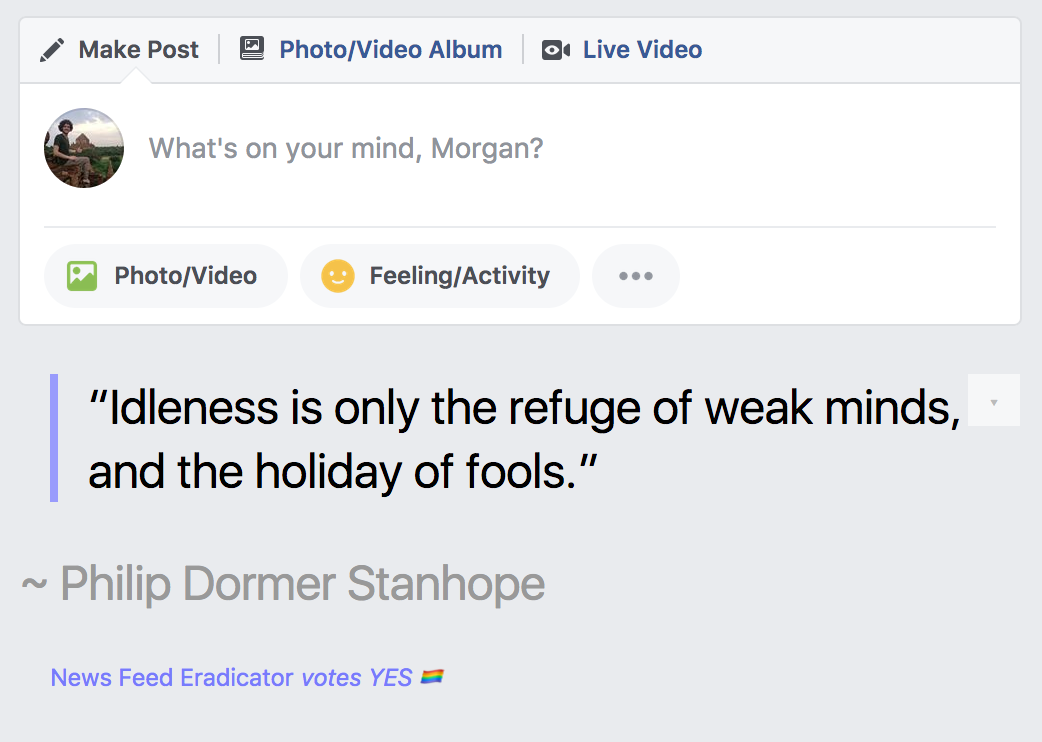 Make Post
Photo/Video Album
Live Video
What's on your mind, Morgan?
Photo/Video
Feeling/Activity
“Idleness is only the refuge of weak minds,
and the holiday of fools.”
~ Philip Dormer Stanhope
News Feed Eradicator votes YES 🏳️‍🌈